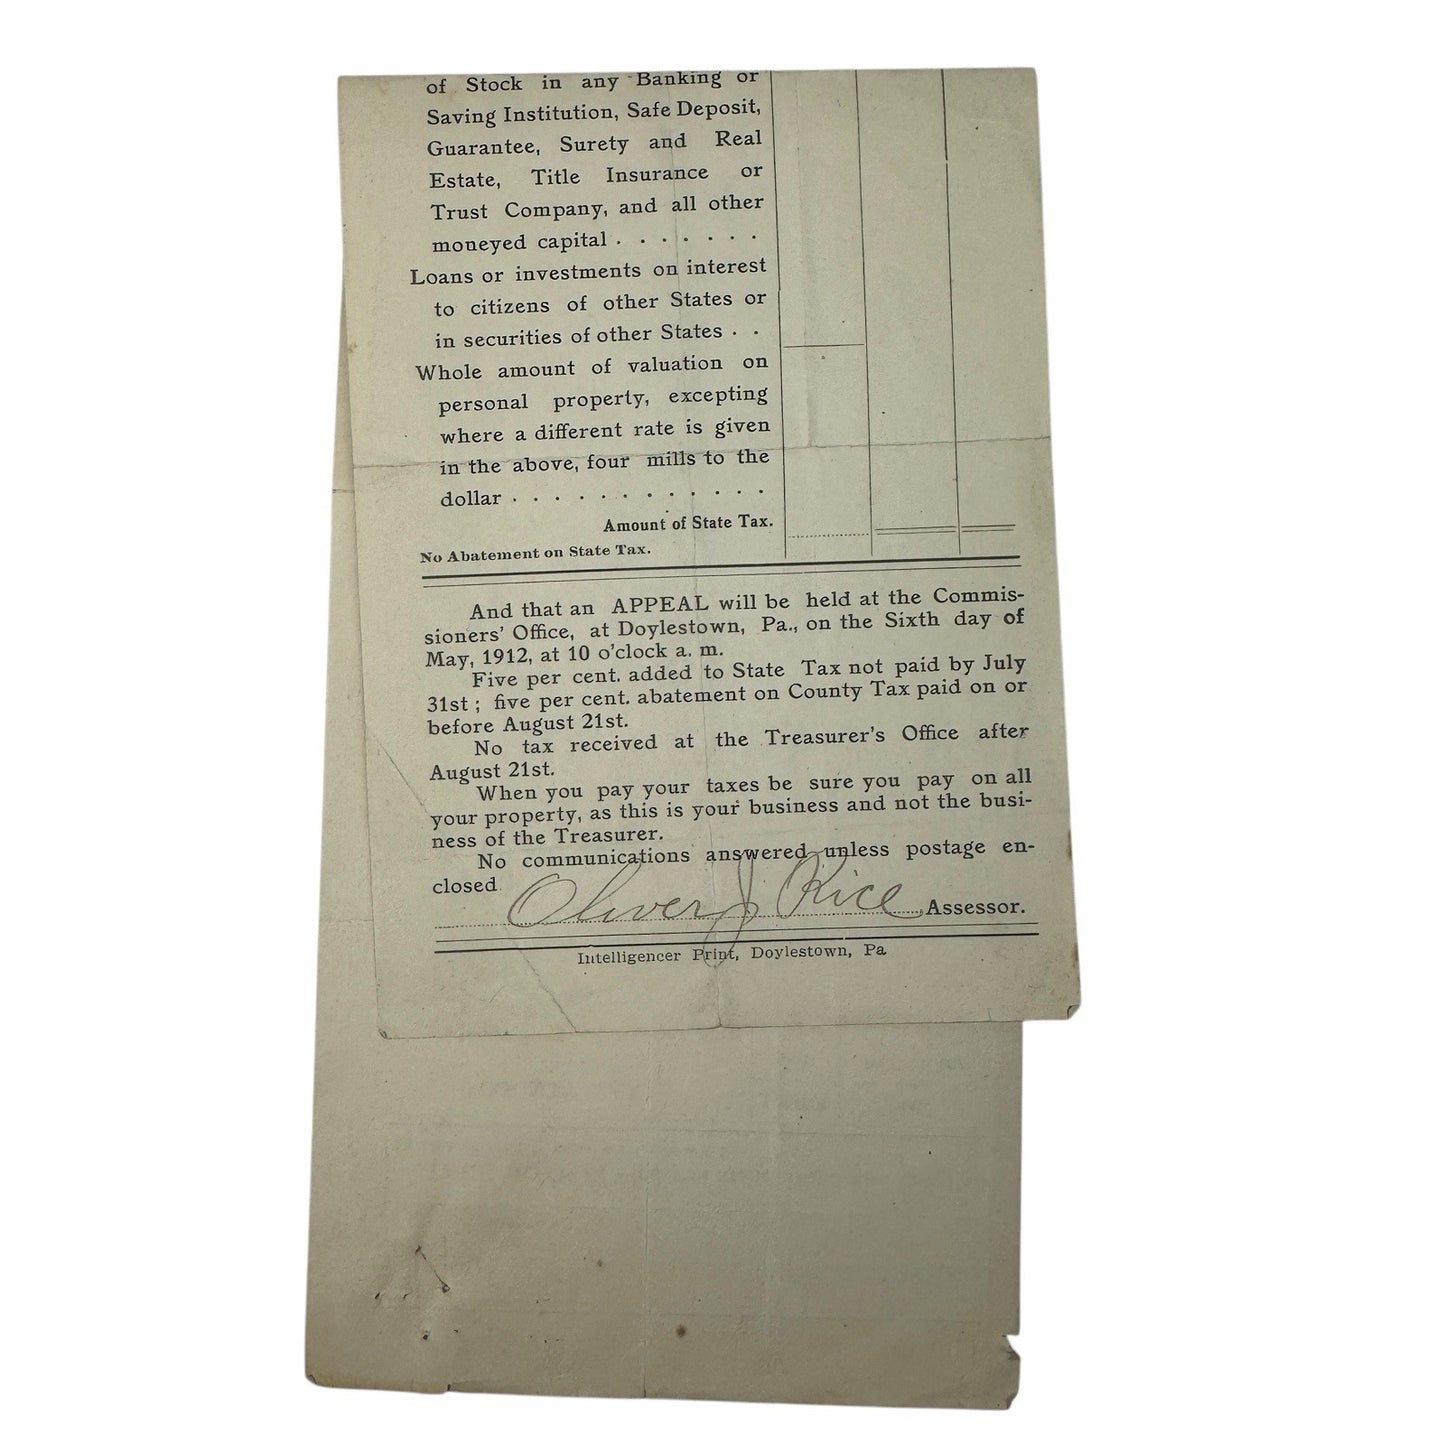 of Stock in any Banking or
Saving Institution, Safe Deposit,
Guarantee, Surety and Real
Estate, Title Insurance or
Trust Company, and all other
moneyed capital . . . . . . .
Loans or investments on interest
to citizens of other States or
in securities of other States . .
Whole amount of valuation on
personal property, excepting
where a different rate is given
in the above, four mills to the
dollar . . . . . . . . . . . .
Amount of State Tax.
No Abatement on State Tax.
And that an APPEAL will be held at the Commis-
sioners' Office, at Doylestown, Pa., on the Sixth day of
May, 1912, at 10 o'clock a. m.
Five per cent. added to State Tax not paid by July
31st ; five per cent. abatement on County Tax paid on or
before August 21st.
No tax received at the Treasurer's Office after
August 21st.
When you pay your taxes be sure you pay on all
your property, as this is your business and not the busi-
ness of the Treasurer.
No communications answered unless postage en-
closed
Oliver J Rice Assessor.
Intelligencer Print, Doylestown, Pa